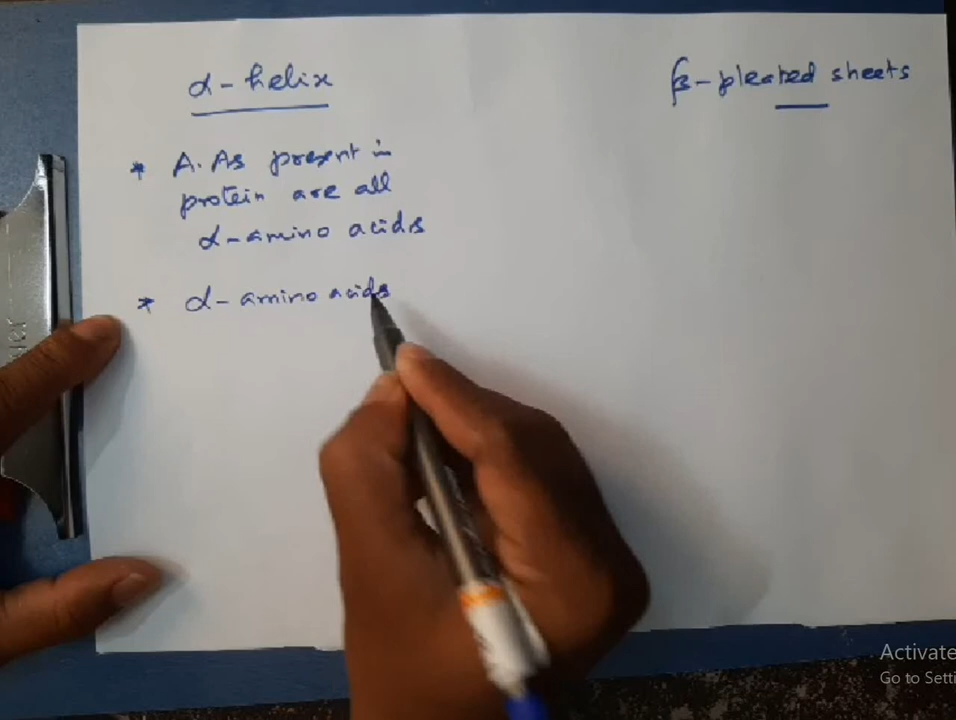 α-helix
β-pleated sheets
* A.As present in
protein are all
α-amino acids
* α-amino acids
Activate
Go to Setti